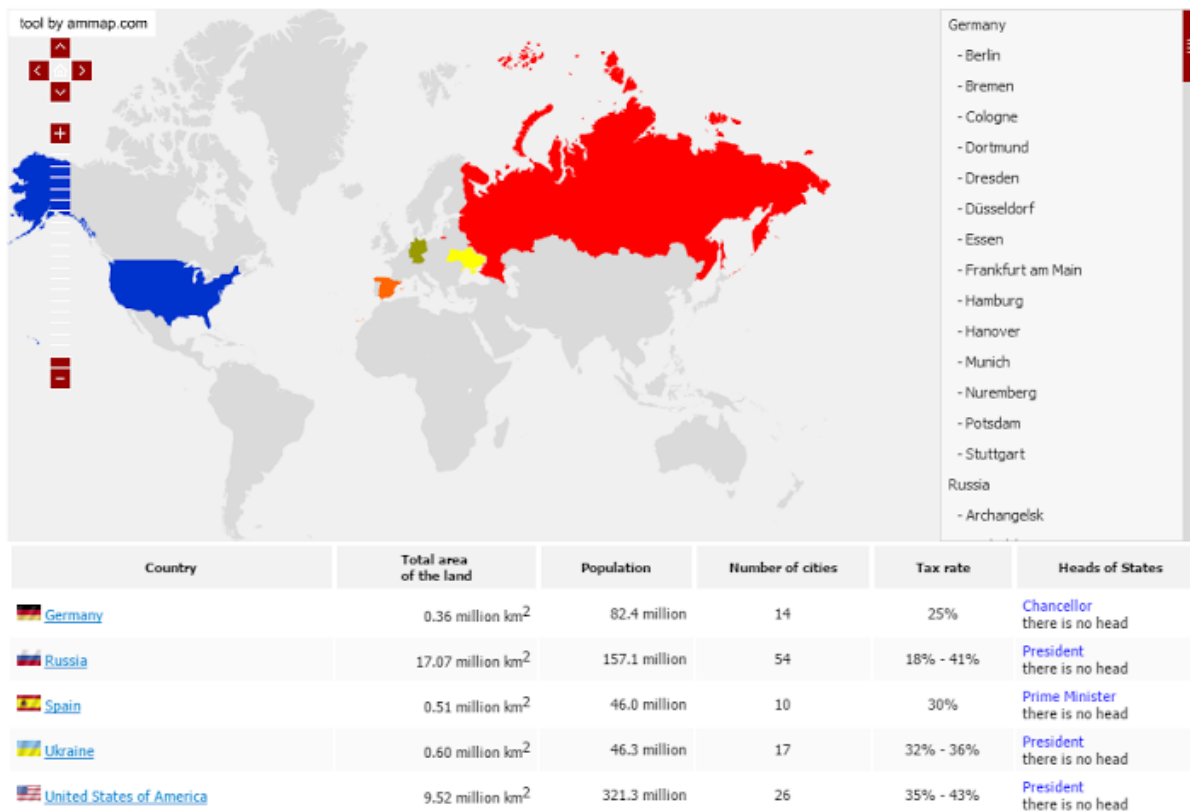 tool by ammap.com
Germany
- Berlin
- Bremen
- Cologne
- Dortmund
- Dresden
- Düsseldorf
- Essen
- Frankfurt am Main
- Hamburg
- Hanover
- Munich
- Nuremberg
- Potsdam
- Stuttgart
Russia
- Archangelsk
Country Total area of the land Population Number of cities Tax rate Heads of States
Germany 0.36 million km² 82.4 million 14 25% Chancellor
there is no head
Russia 17.07 million km² 157.1 million 54 18% - 41% President
there is no head
Spain 0.51 million km² 46.0 million 10 30% Prime Minister
there is no head
Ukraine 0.60 million km² 46.3 million 17 32% - 36% President
there is no head
United States of America 9.52 million km² 321.3 million 26 35% - 43% President
there is no head